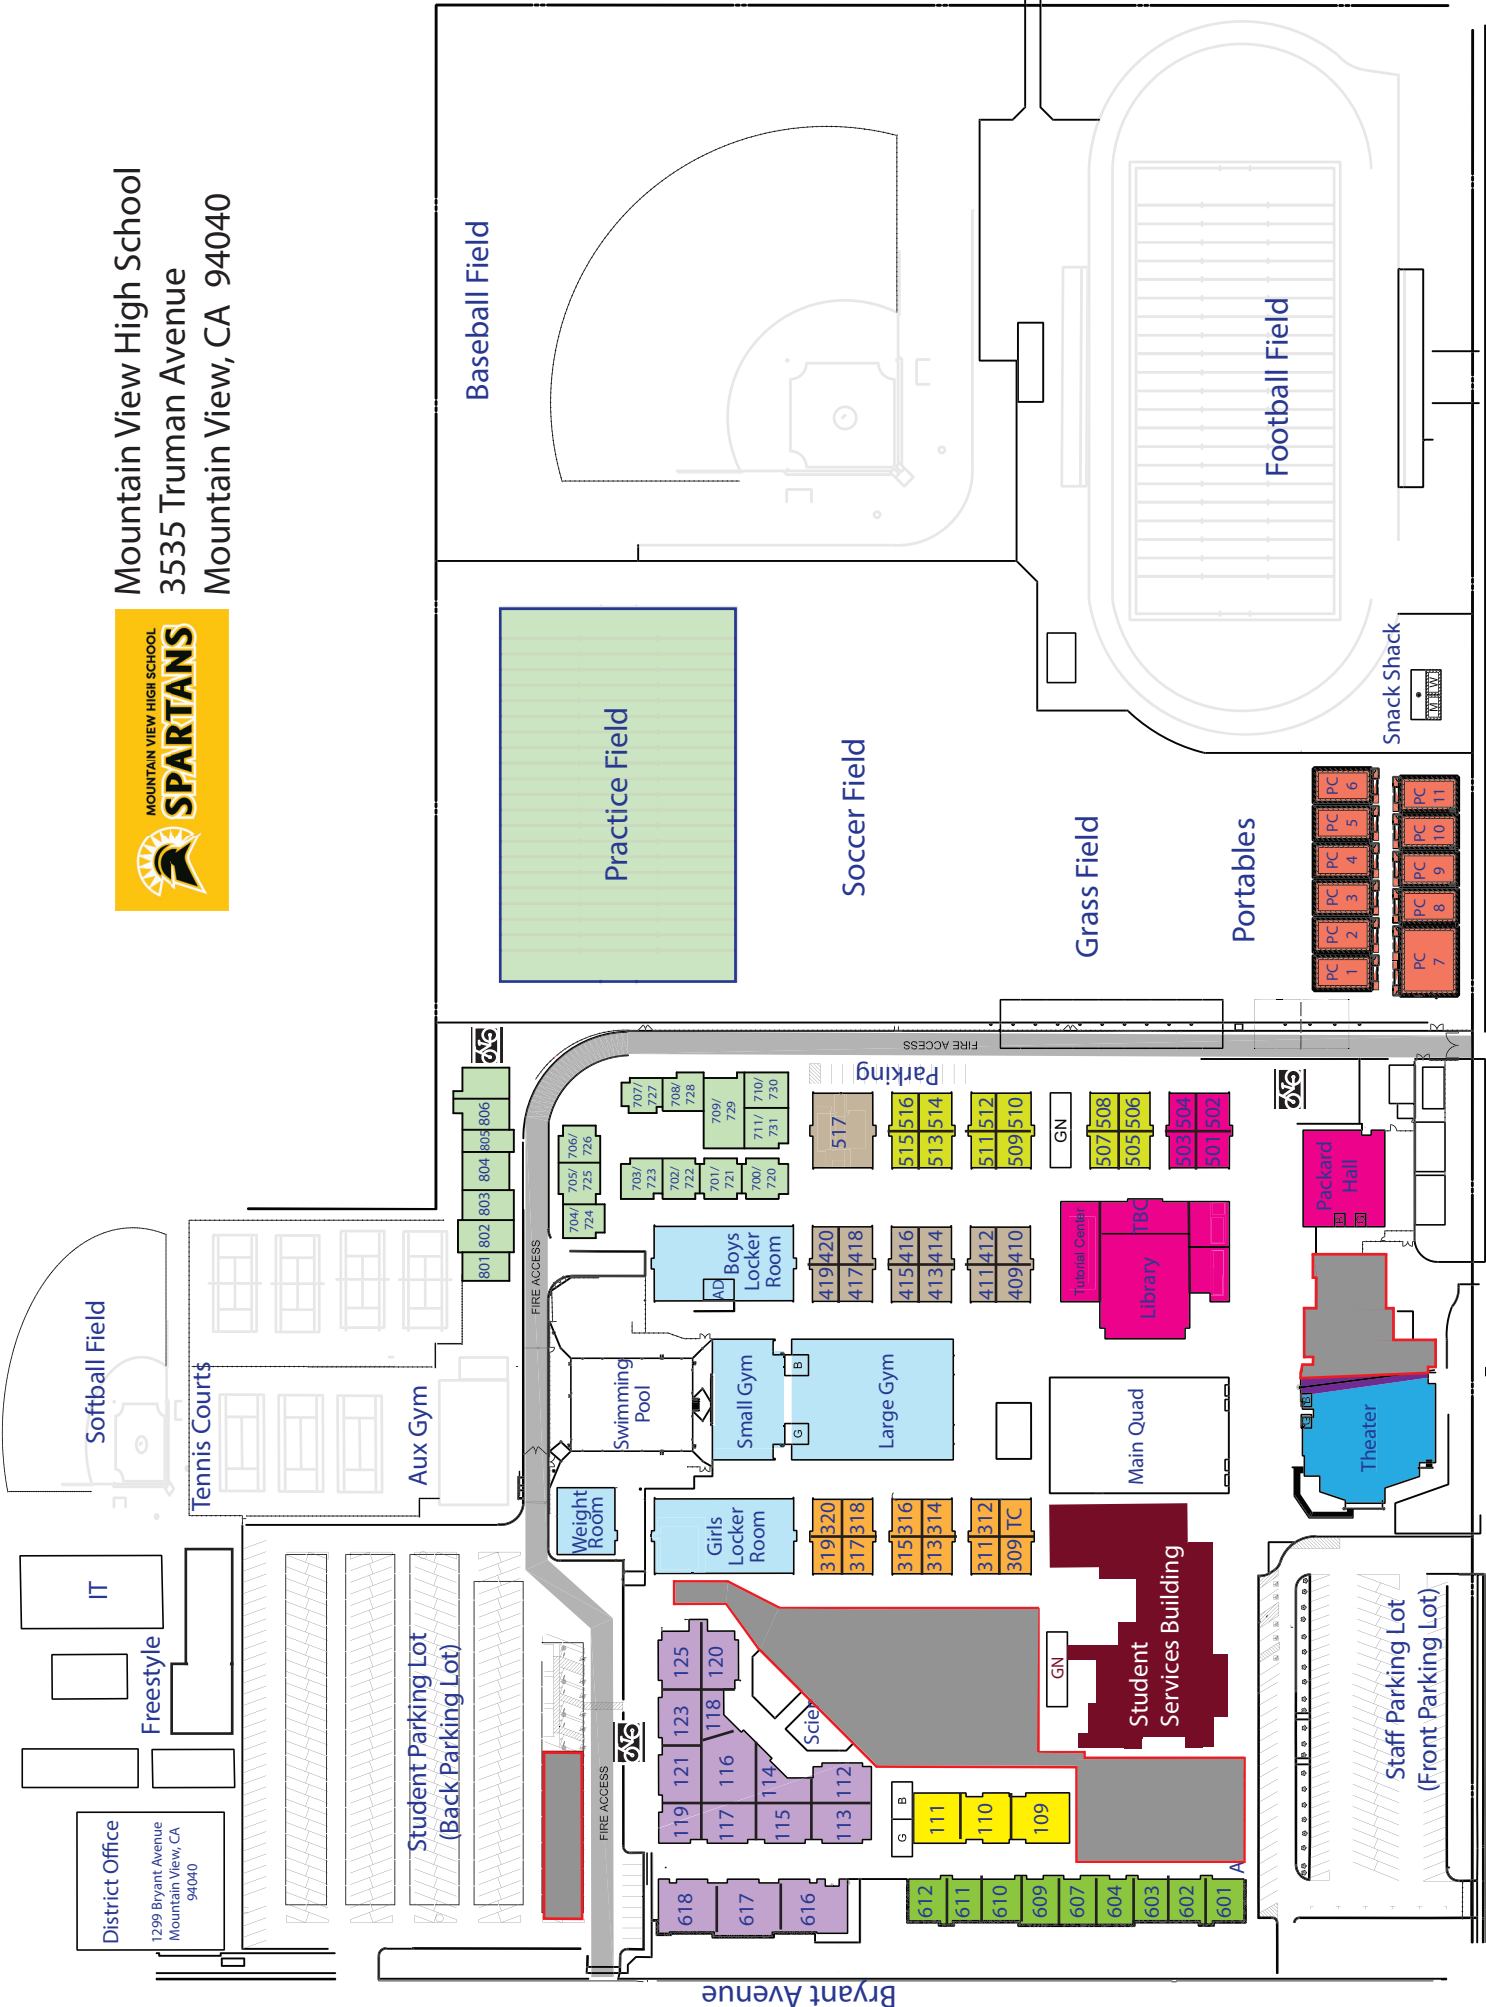 Mountain View High School
3535 Truman Avenue
Mountain View, CA 94040
MOUNTAIN VIEW HIGH SCHOOL
SPARTANS
Softball Field
Tennis Courts
Aux Gym
IT
Freestyle
District Office
1299 Bryant Avenue
Mountain View, CA
94040
Student Parking Lot
(Back Parking Lot)
FIRE ACCESS
FIRE ACCESS
FIRE ACCESS
Baseball Field
Football Field
Practice Field
Soccer Field
Grass Field
Portables
Snack Shack
M
W
PC
1
PC
2
PC
3
PC
4
PC
5
PC
6
PC
7
PC
8
PC
9
PC
10
PC
11
Parking
801
802
803
804
805
806
704/
724
705/
725
706/
726
707/
727
708/
728
709/
729
710/
730
711/
731
703/
723
702/
722
701/
721
700/
720
517
515
516
513
514
511
512
509
510
GN
507
508
505
506
503
504
501
502
Boys
Locker
Room
AD
419
420
417
418
415
416
413
414
411
412
409
410
Tutorial Center
TBC
Library
Packard
Hall
Swimming
Pool
Small Gym
B
G
Large Gym
Main Quad
Theater
Weight
Room
Girls
Locker
Room
319
320
317
318
315
316
313
314
311
312
309
TC
GN
Student
Services Building
Staff Parking Lot
(Front Parking Lot)
125
120
123
118
121
116
114
112
119
117
115
113
Scier
G
B
111
110
109
A
618
617
616
612
611
610
609
607
604
603
602
601
Bryant Avenue